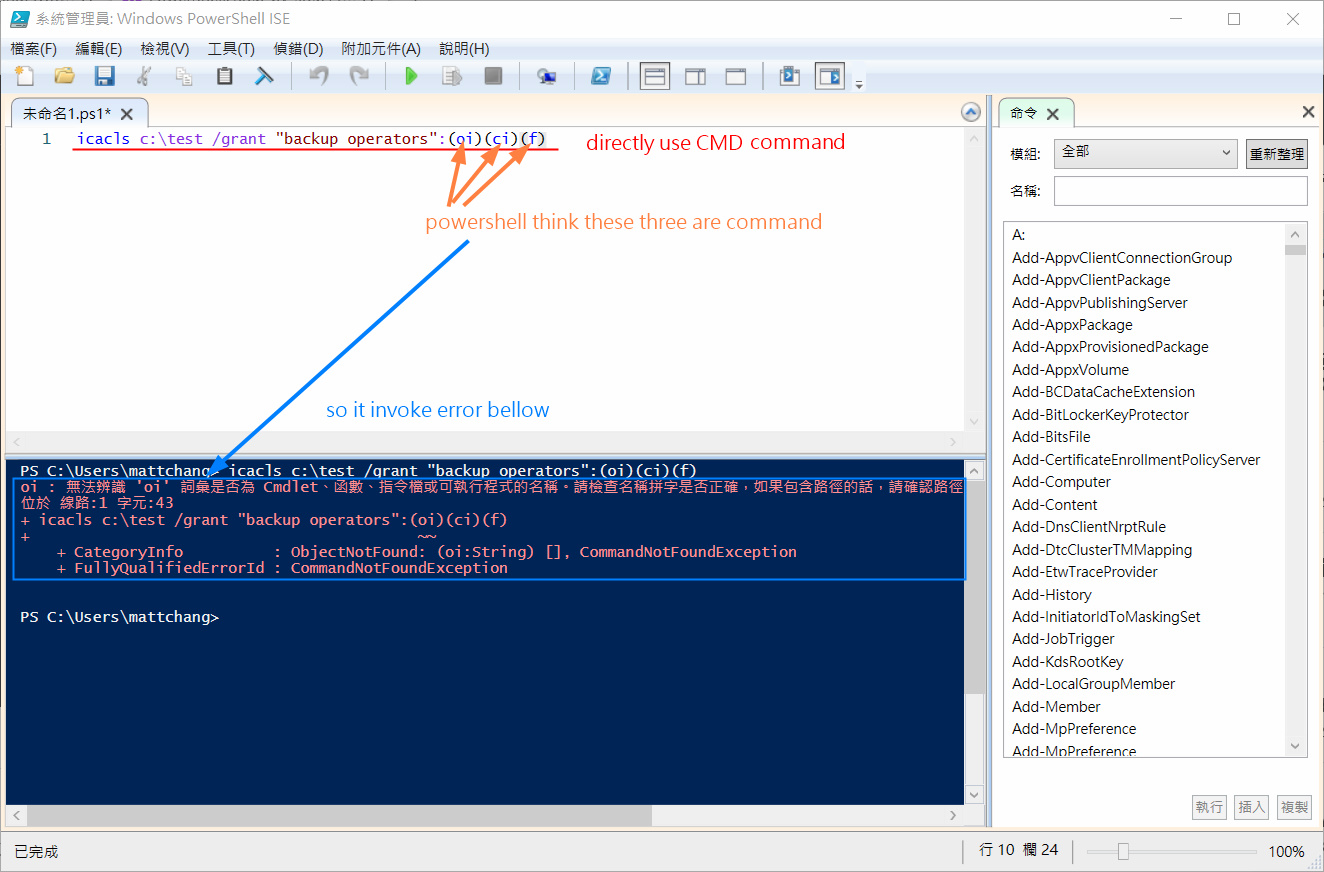 系統管理員: Windows PowerShell ISE
檔案(F) 編輯(E) 檢視(V) 工具(T) 偵錯(D) 附加元件(A) 說明(H)
未命名1.ps1*
1 icacls c:\test /grant "backup operators":(oi)(ci)(f)
directly use CMD command
powershell think these three are command
so it invoke error bellow
PS C:\Users\mattchang> icacls c:\test /grant "backup operators":(oi)(ci)(f)
oi : 無法辨識 'oi' 詞彙是否為 Cmdlet、函數、指令檔或可執行程式的名稱。請檢查名稱拼字是否正確，如果包含路徑的話，請確認路徑
位於 線路:1 字元:43
+ icacls c:\test /grant "backup operators":(oi)(ci)(f)
+ ~~
+ CategoryInfo : ObjectNotFound: (oi:String) [], CommandNotFoundException
+ FullyQualifiedErrorId : CommandNotFoundException
PS C:\Users\mattchang>
命令
模組:
全部
重新整理
名稱:
A:
Add-AppvClientConnectionGroup
Add-AppvClientPackage
Add-AppvPublishingServer
Add-AppxPackage
Add-AppxProvisionedPackage
Add-AppxVolume
Add-BCDataCacheExtension
Add-BitLockerKeyProtector
Add-BitsFile
Add-CertificateEnrollmentPolicyServer
Add-Computer
Add-Content
Add-DnsClientNrptRule
Add-DtcClusterTMMapping
Add-EtwTraceProvider
Add-History
Add-InitiatorIdToMaskingSet
Add-JobTrigger
Add-KdsRootKey
Add-LocalGroupMember
Add-Member
Add-MpPreference
Add-MpPreference
執行 插入 複製
已完成
行 10 欄 24
100%